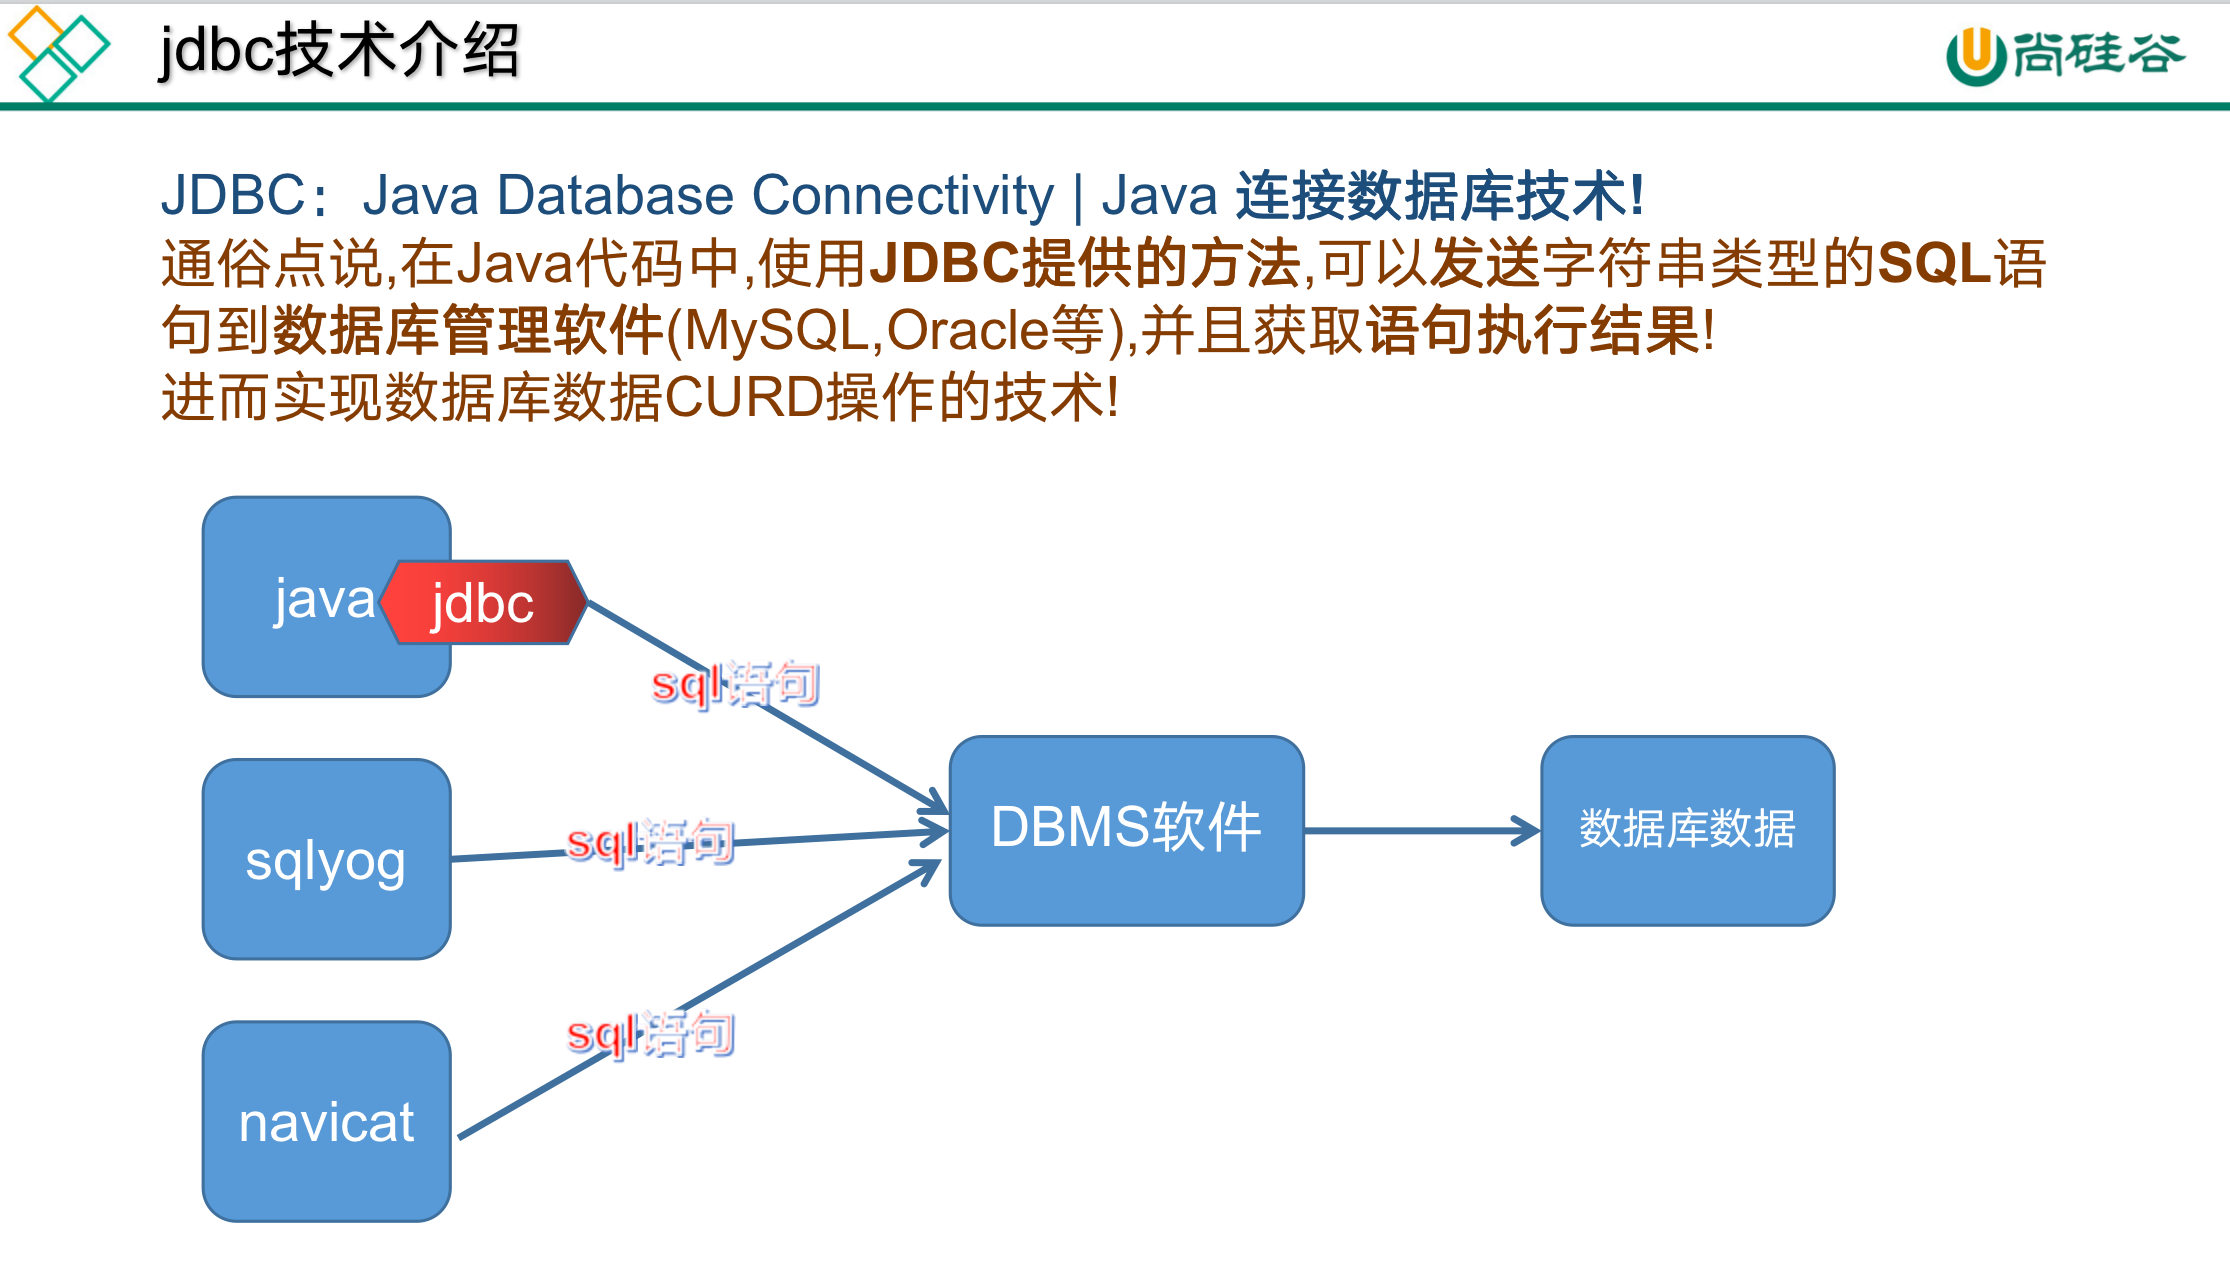 jdbc技术介绍
尚硅谷
JDBC：Java Database Connectivity | Java 连接数据库技术!
通俗点说,在Java代码中,使用JDBC提供的方法,可以发送字符串类型的SQL语
句到数据库管理软件(MySQL,Oracle等),并且获取语句执行结果!
进而实现数据库数据CURD操作的技术!
java
jdbc
sql语句
sqlyog
sql语句
DBMS软件
数据库数据
navicat
sql语句